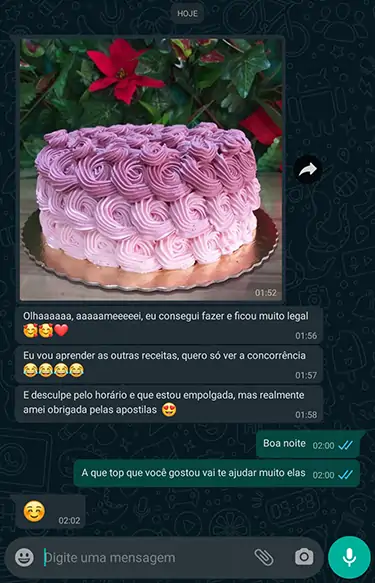 HOJE
01:52
Olhaaaaaa, aaaaameeeeei, eu consegui fazer e ficou muito legal
🥰🥰❤️
01:56
Eu vou aprender as outras receitas, quero só ver a concorrência
😂😂😂😂
01:57
E desculpe pelo horário e que estou empolgada, mas realmente
amei obrigada pelas apostilas 😍
01:58
Boa noite 02:00
A que top que você gostou vai te ajudar muito elas 02:00
☺️
02:02
Digite uma mensagem